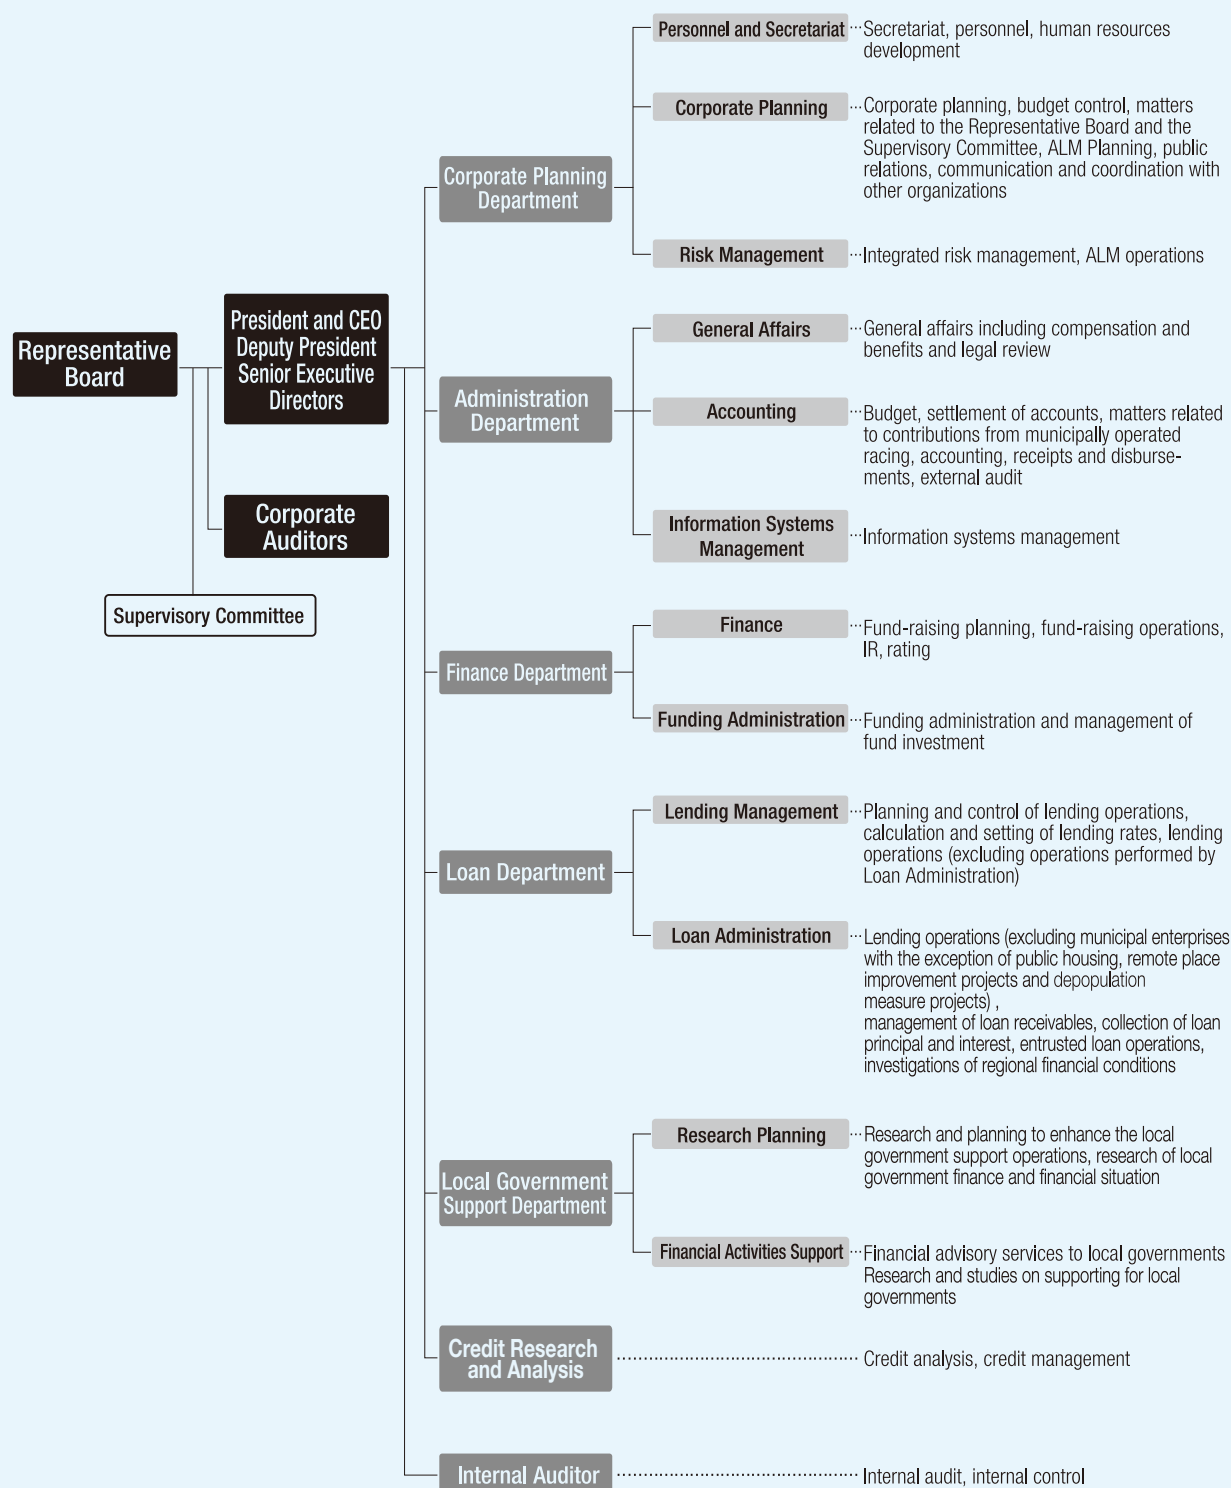 Representative
Board
President and CEO
Deputy President
Senior Executive
Directors
Corporate
Auditors
Supervisory Committee
Corporate Planning
Department
Personnel and Secretariat
Secretariat, personnel, human resources
development
Corporate Planning
Corporate planning, budget control, matters
related to the Representative Board and the
Supervisory Committee, ALM Planning, public
relations, communication and coordination with
other organizations
Risk Management
Integrated risk management, ALM operations
Administration
Department
General Affairs
General affairs including compensation and
benefits and legal review
Accounting
Budget, settlement of accounts, matters related
to contributions from municipally operated
racing, accounting, receipts and disburse-
ments, external audit
Information Systems
Management
Information systems management
Finance Department
Finance
Fund-raising planning, fund-raising operations,
IR, rating
Funding Administration
Funding administration and management of
fund investment
Loan Department
Lending Management
Planning and control of lending operations,
calculation and setting of lending rates, lending
operations (excluding operations performed by
Loan Administration)
Loan Administration
Lending operations (excluding municipal enterprises
with the exception of public housing, remote place
improvement projects and depopulation
measure projects) ,
management of loan receivables, collection of loan
principal and interest, entrusted loan operations,
investigations of regional financial conditions
Local Government
Support Department
Research Planning
Research and planning to enhance the local
government support operations, research of local
government finance and financial situation
Financial Activities Support
Financial advisory services to local governments
Research and studies on supporting for local
governments
Credit Research
and Analysis
Credit analysis, credit management
Internal Auditor
Internal audit, internal control